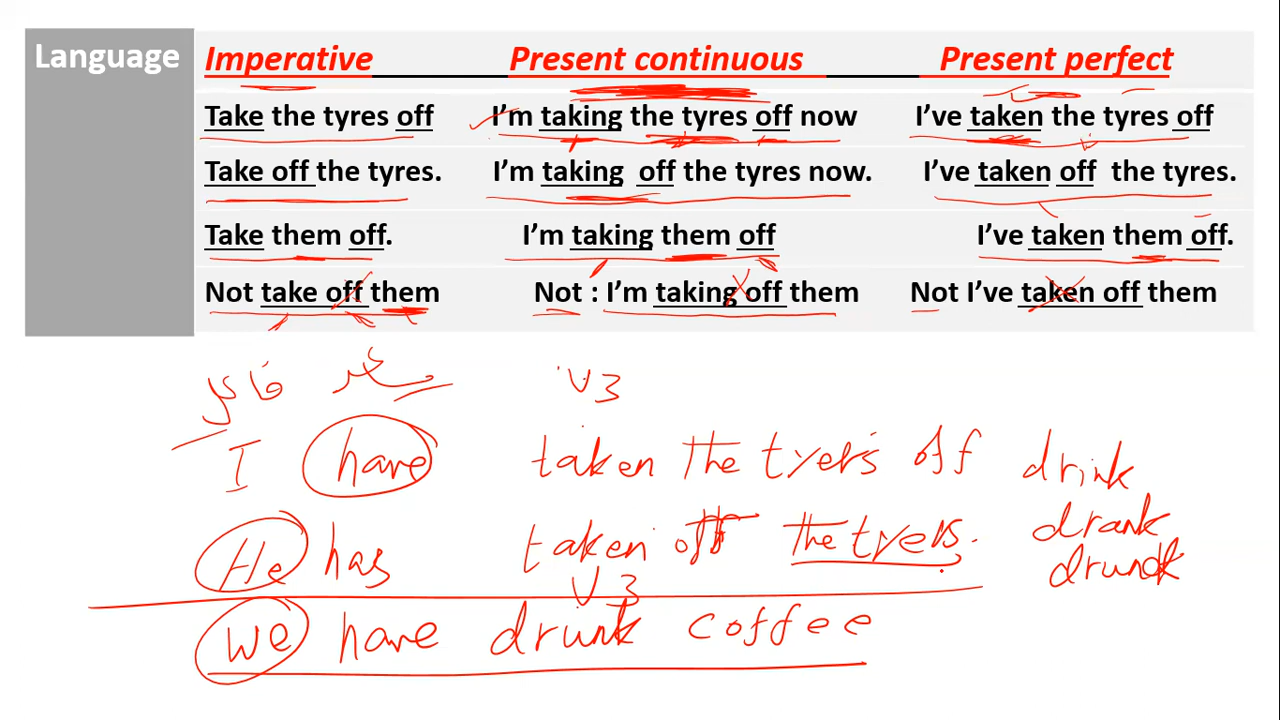 Language Imperative Present continuous Present perfect
Take the tyres off I'm taking the tyres off now I've taken the tyres off
Take off the tyres. I'm taking off the tyres now. I've taken off the tyres.
Take them off. I'm taking them off I've taken them off.
Not take off them Not : I'm taking off them Not I've taken off them
فاعل V3
I have taken the tyers off drink
drank
He has taken off the tyers. drunk
V3
We have drunk coffee